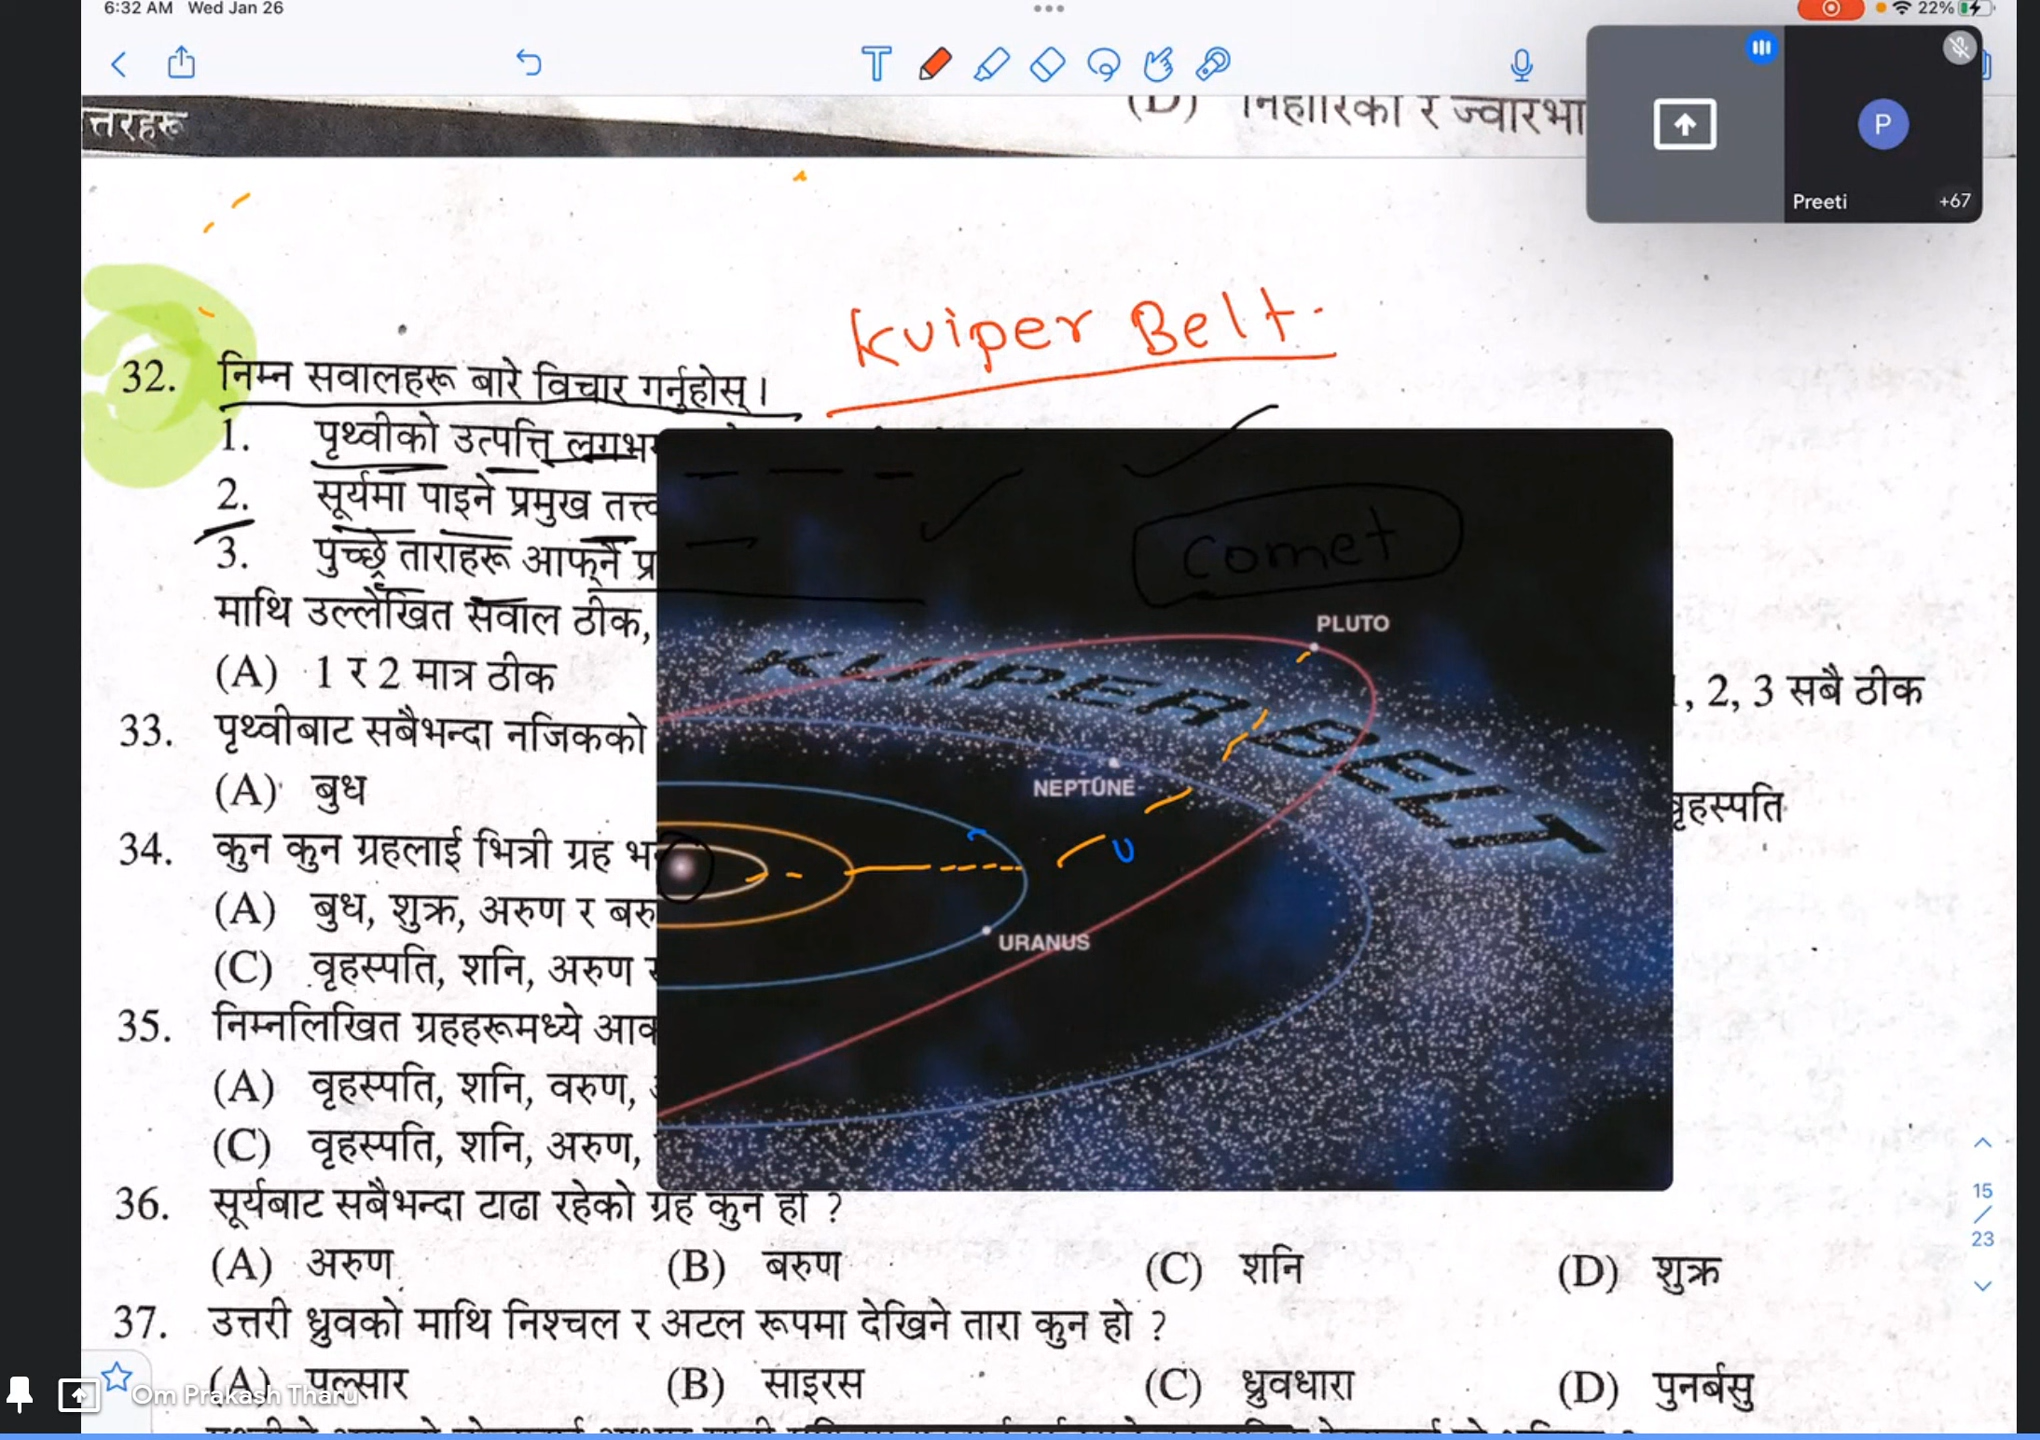 6:32 AM Wed Jan 26
22%
त्तरहरू
(D) निहारिका र ज्वारभा
P
Preeti
+67
Kuiper Belt.
32. निम्न सवालहरू बारे विचार गर्नुहोस् ।
1. पृथ्वीको उत्पत्ति लगभग
2. सूर्यमा पाइने प्रमुख तत्त्व
3. पुच्छ्रे ताराहरू आफ्नै प्र
माथि उल्लेखित सवाल ठीक,
(A) 1 र 2 मात्र ठीक
1, 2, 3 सबै ठीक
comet
PLUTO
KUIPER BELT
NEPTUNE
U
URANUS
33. पृथ्वीबाट सबैभन्दा नजिकको
(A) बुध
वृहस्पति
34. कुन कुन ग्रहलाई भित्री ग्रह भ
(A) बुध, शुक्र, अरुण र बरु
(C) वृहस्पति, शनि, अरुण र
35. निम्नलिखित ग्रहहरूमध्ये आक
(A) वृहस्पति, शनि, वरुण,
(C) वृहस्पति, शनि, अरुण,
36. सूर्यबाट सबैभन्दा टाढा रहेको ग्रह कुन हो ?
(A) अरुण (B) बरुण (C) शनि (D) शुक्र
37. उत्तरी ध्रुवको माथि निश्चल र अटल रूपमा देखिने तारा कुन हो ?
(A) पल्सार (B) साइरस (C) ध्रुवधारा (D) पुनर्बसु
15
/
23
Om Prakash Tharu